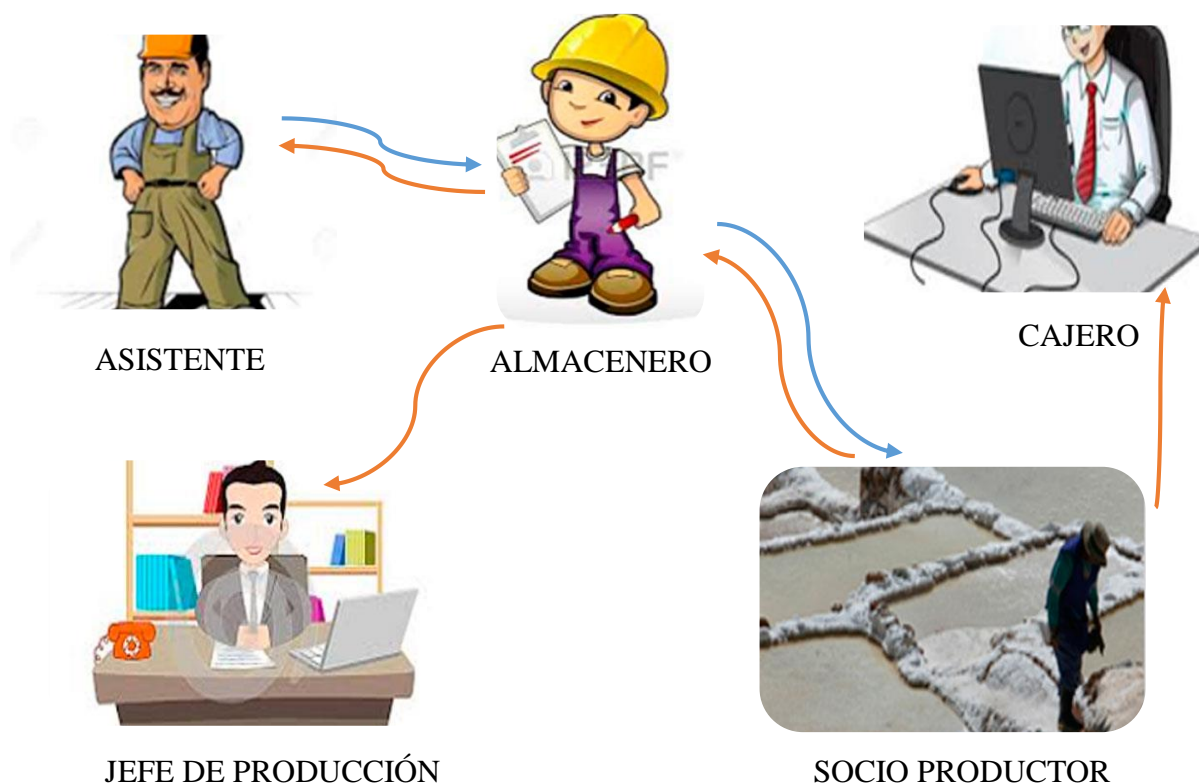 ASISTENTE
ALMACENERO
CAJERO
JEFE DE PRODUCCIÓN
SOCIO PRODUCTOR